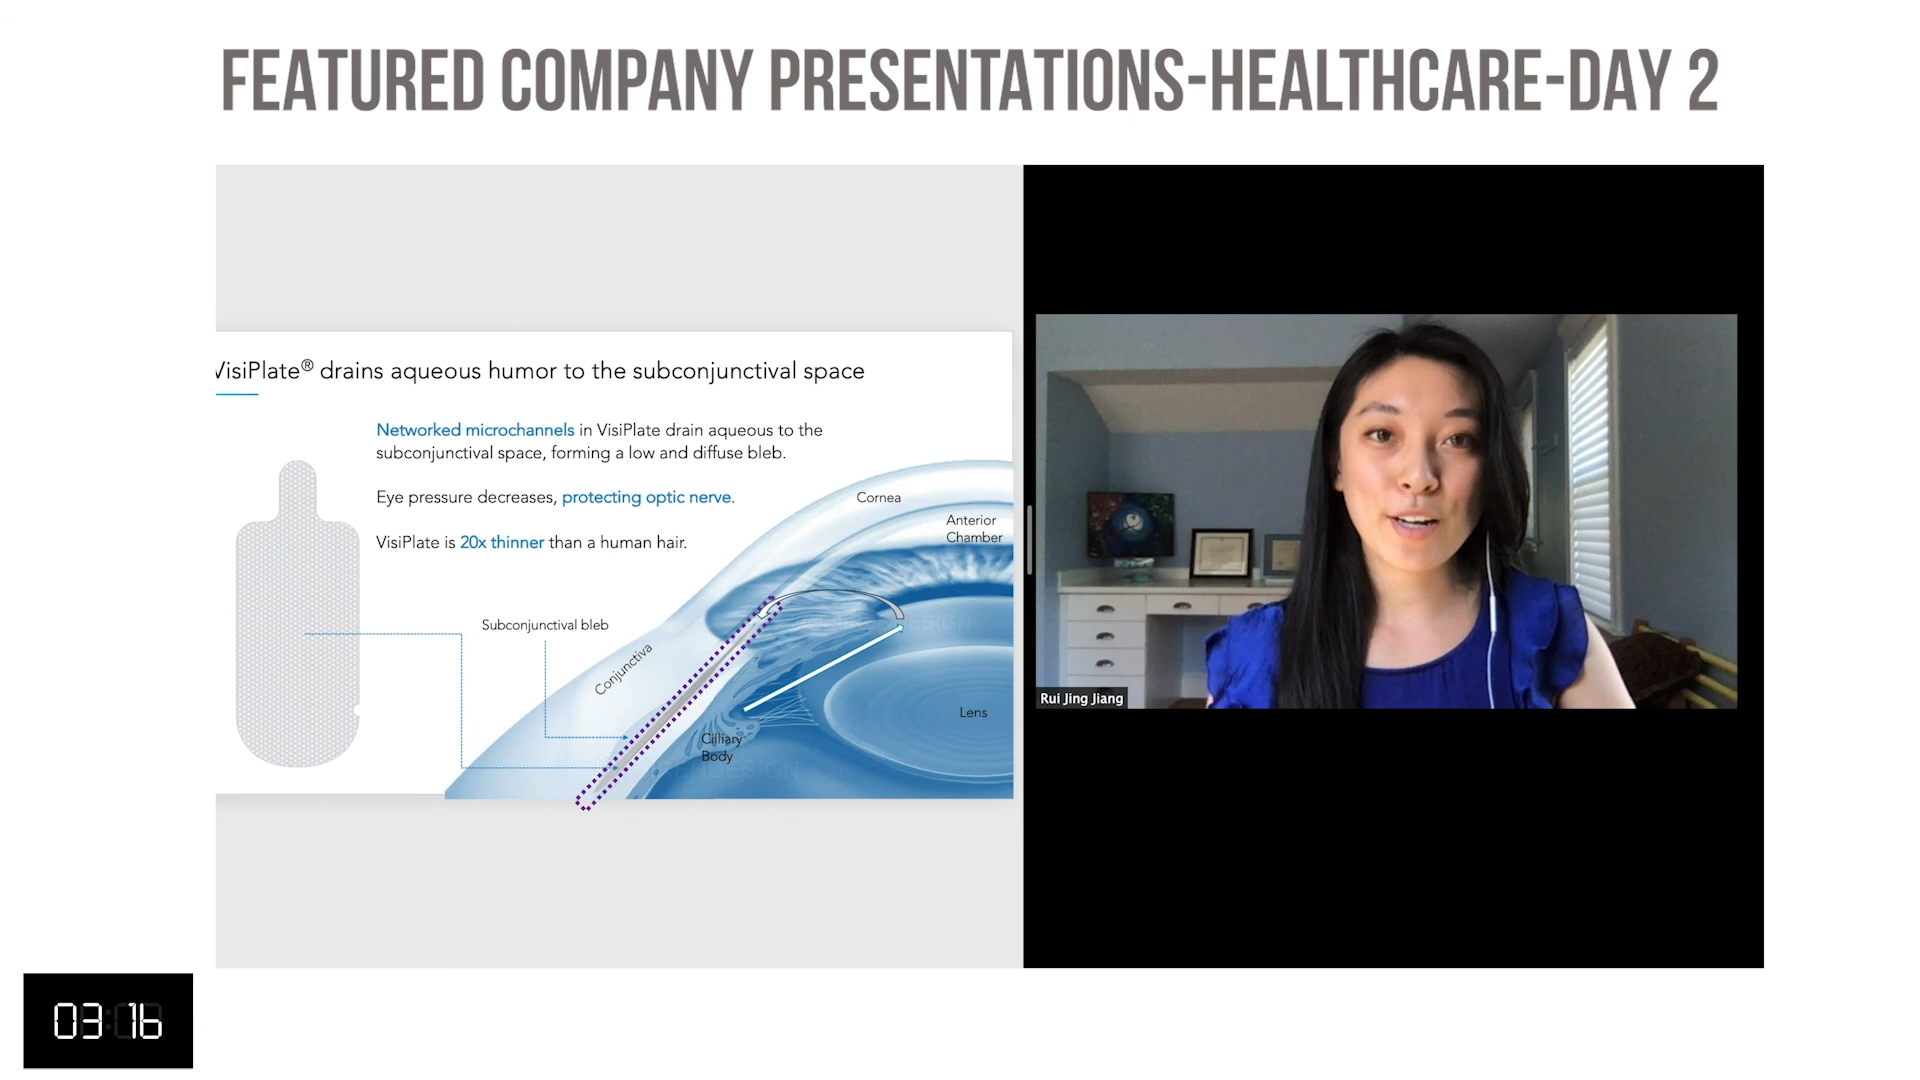 FEATURED COMPANY PRESENTATIONS-HEALTHCARE-DAY 2
VisiPlate® drains aqueous humor to the subconjunctival space
Networked microchannels in VisiPlate drain aqueous to the
subconjunctival space, forming a low and diffuse bleb.
Eye pressure decreases, protecting optic nerve.
VisiPlate is 20x thinner than a human hair.
Cornea
Anterior
Chamber
Subconjunctival bleb
Conjunctiva
Lens
Cilliary
Body
Rui Jing Jiang
03 16